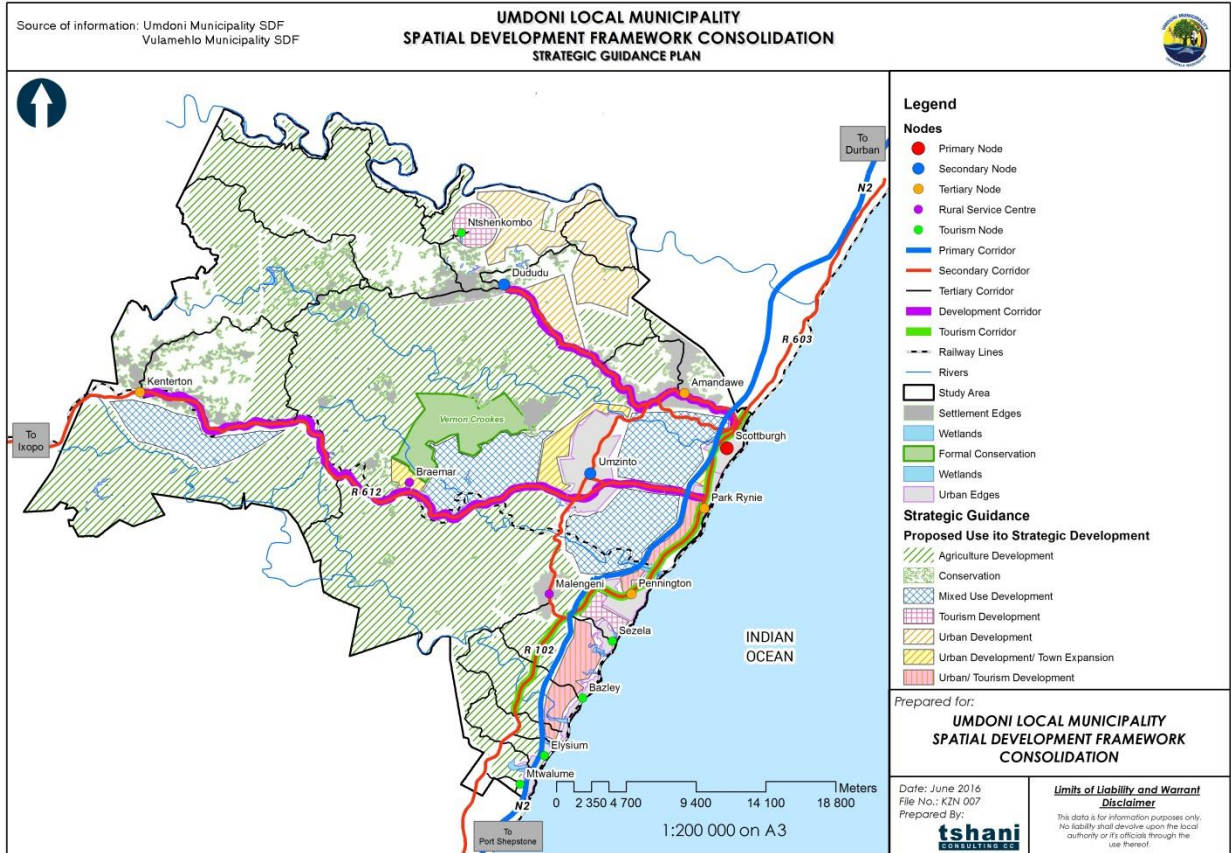 Source of information: Umdoni Municipality SDF
Vulamehlo Municipality SDF
UMDONI LOCAL MUNICIPALITY
SPATIAL DEVELOPMENT FRAMEWORK CONSOLIDATION
STRATEGIC GUIDANCE PLAN
To
Durban
N2
Ntshenkombo
Dududu
R 603
Kenterton
Amandawe
To
Ixopo
Vernon Crookes
Scottburgh
Umzinto
Braemar
R 612
Park Rynie
Malengeni
Pennington
Sezela
INDIAN
OCEAN
R 102
Bazley
Elysium
Mtwalume
N2
To
Port Shepstone
Meters
0 2 350 4 700 9 400 14 100 18 800
1:200 000 on A3
Legend
Nodes
Primary Node
Secondary Node
Tertiary Node
Rural Service Centre
Tourism Node
Primary Corridor
Secondary Corridor
Tertiary Corridor
Development Corridor
Tourism Corridor
Railway Lines
Rivers
Study Area
Settlement Edges
Wetlands
Formal Conservation
Wetlands
Urban Edges
Strategic Guidance
Proposed Use ito Strategic Development
Agriculture Development
Conservation
Mixed Use Development
Tourism Development
Urban Development
Urban Development/ Town Expansion
Urban/ Tourism Development
Prepared for:
UMDONI LOCAL MUNICIPALITY
SPATIAL DEVELOPMENT FRAMEWORK
CONSOLIDATION
Date: June 2016
File No.: KZN 007
Prepared By:
tshani
CONSULTING CC
Limits of Liability and Warrant
Disclaimer
This data is for information purposes only.
No liability shall devolve upon the local
authority or it's officials through the
use thereof.